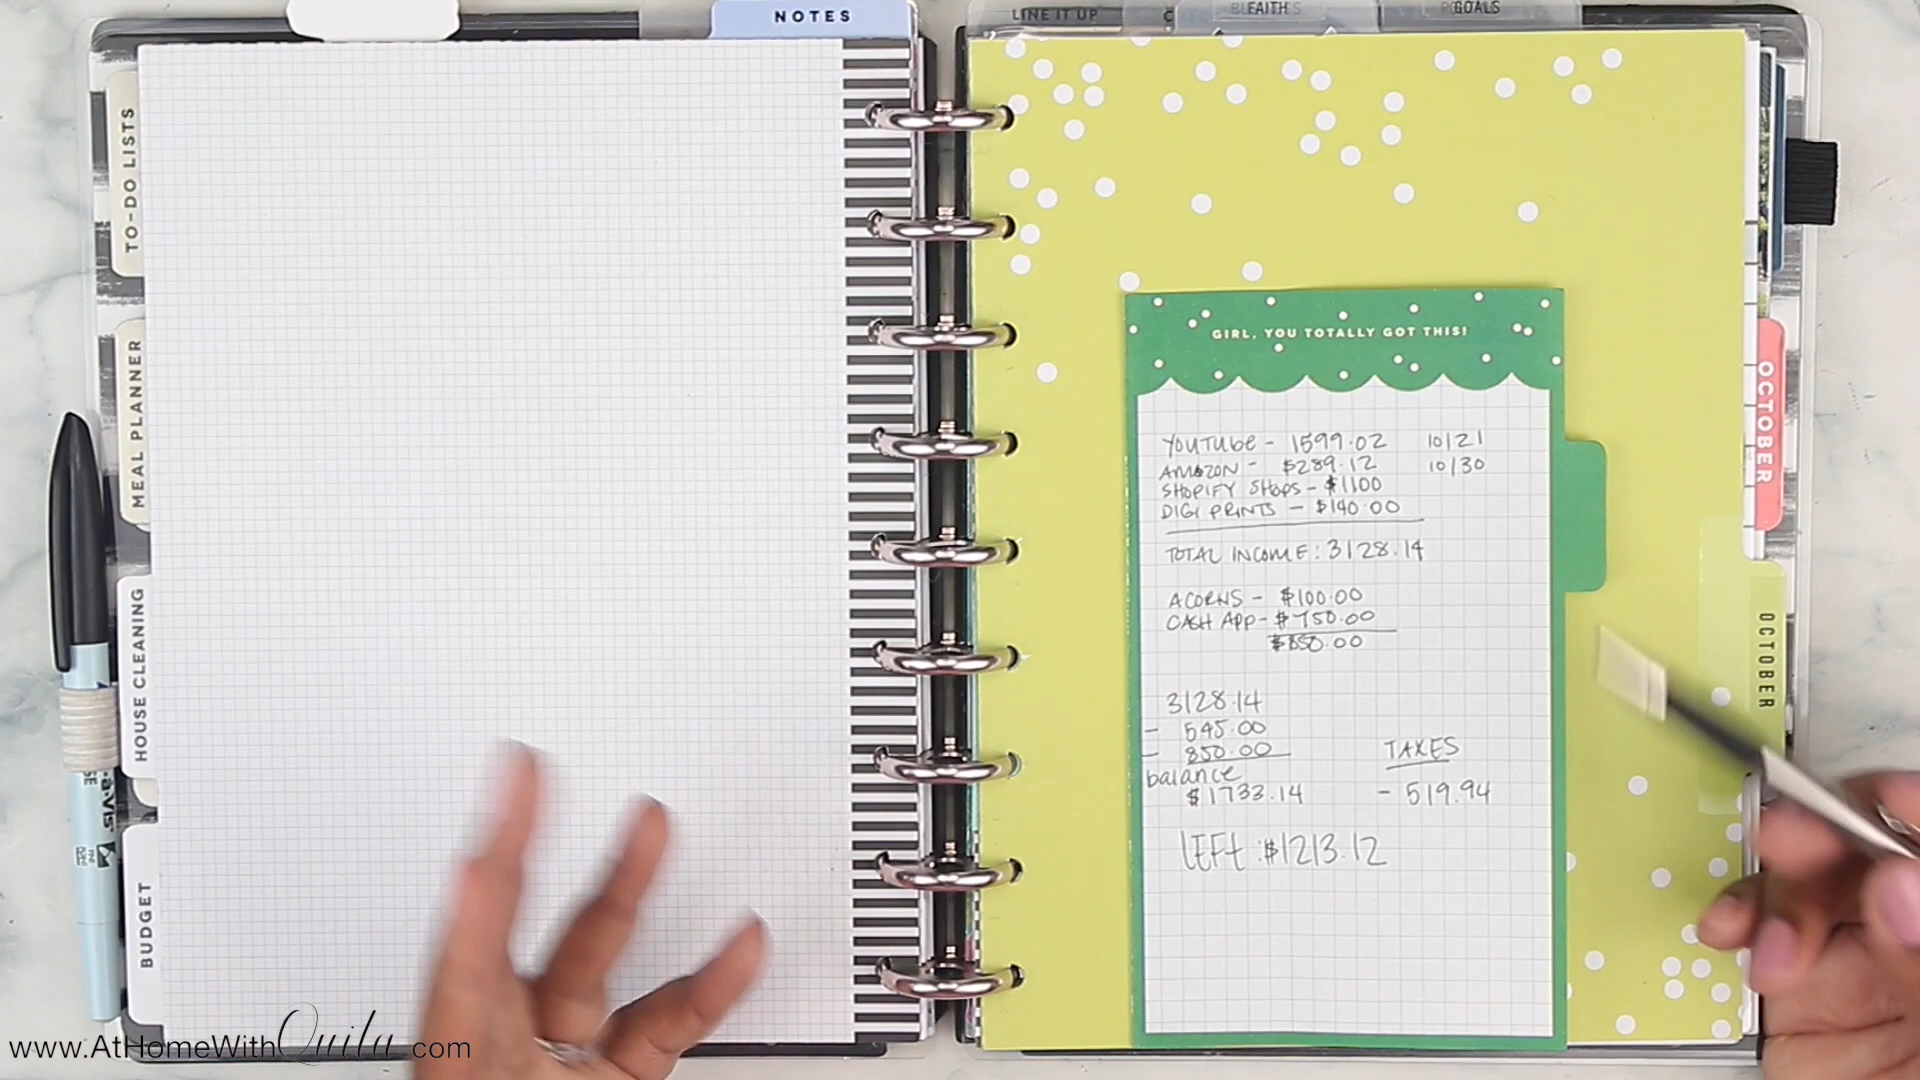 NOTES
LINE IT UP
FAITH
GOALS
TO-DO LISTS
MEAL PLANNER
HOUSE CLEANING
BUDGET
GIRL, YOU TOTALLY GOT THIS!
YOUTUBE - 1599.02 10/21
AMAZON - $289.12 10/30
SHOPIFY SHOPS - $1100
DIGI PRINTS - $140.00
TOTAL INCOME: 3128.14
ACORNS - $100.00
CASH APP - $750.00
$850.00
3128.14
- 545.00
- 850.00
TAXES
balance
$1733.14 - 519.94
LEFT: $1213.12
OCTOBER
OCTOBER
www.AtHomeWithQuila.com